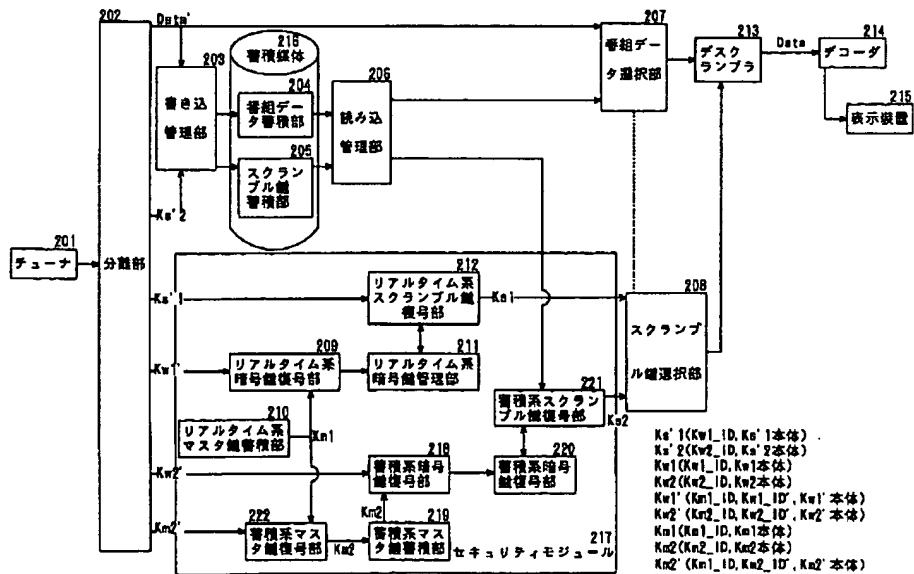 202
Data'
203
216
蓄積媒体
書き込
管理部
204
番組デー
タ蓄積部
205
スクラン
ブル鍵
蓄積部
206
読み込
管理部
207
番組デー
タ選択部
213
デスク
ランブラ
Data
214
デコーダ
215
表示装置
Ks'2
201
チューナ
分離部
212
リアルタイム系
スクランブル鍵
復号部
Ks'1
Ks1
208
スクランブ
ル鍵選択部
209
リアルタイム系
暗号鍵復号部
211
リアルタイム系
暗号鍵管理部
Kw1'
221
蓄積系スクラン
ブル鍵復号部
Ks2
210
リアルタイム系
マスタ鍵蓄積部
Km1
218
蓄積系暗号
鍵復号部
220
蓄積系暗号
鍵復号部
Kw2'
Km2
Km2'
222
蓄積系マス
タ鍵復号部
Km2
219
蓄積系マス
タ鍵蓄積部
217
セキュリティモジュール
Ks'1(Kw1_ID,Ks'1本体)
Ks'2(Kw2_ID,Ks'2本体)
Kw1(Kw1_ID,Kw1本体)
Kw2(Kw2_ID,Kw2本体)
Kw1'(Km1_ID,Kw1_ID',Kw1'本体)
Kw2'(Km2_ID,Kw2_ID',Kw2'本体)
Km1(Km1_ID,Km1本体)
Km2(Km2_ID,Km2本体)
Km2'(Km1_ID,Km2_ID',Km2'本体)